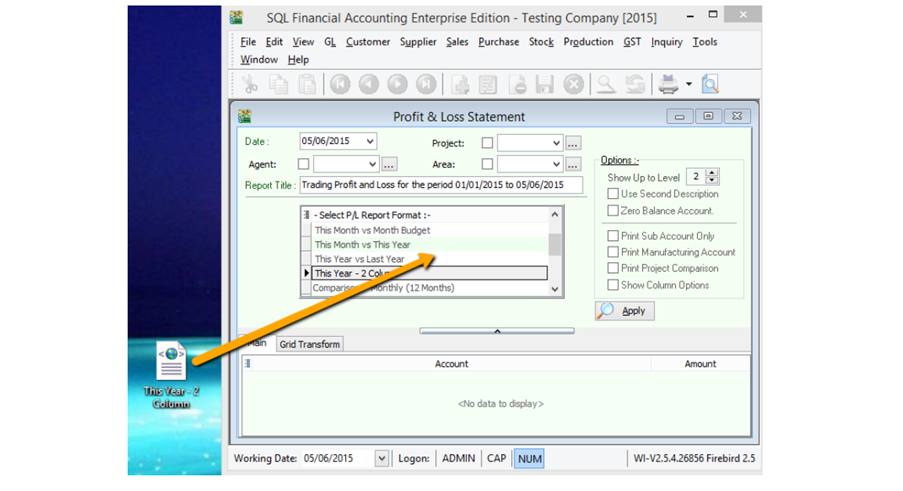 SQL Financial Accounting Enterprise Edition - Testing Company [2015]
File Edit View GL Customer Supplier Sales Purchase Stock Production GST Inquiry Tools
Window Help
Profit & Loss Statement
Date : 05/06/2015 Project: ...
Agent: ... Area: ...
Report Title : Trading Profit and Loss for the period 01/01/2015 to 05/06/2015
Options :-
Show Up to Level 2
Use Second Description
Zero Balance Account.
Print Sub Account Only
Print Manufacturing Account
Print Project Comparison
Show Column Options
Apply
- Select P/L Report Format :-
This Month vs Month Budget
This Month vs This Year
This Year vs Last Year
This Year - 2 Colu
Comparis Monthly (12 Months)
Main Grid Transform
Account Amount
<No data to display>
This Year - 2
Column
Working Date: 05/06/2015 Logon: ADMIN CAP NUM WI-V2.5.4.26856 Firebird 2.5